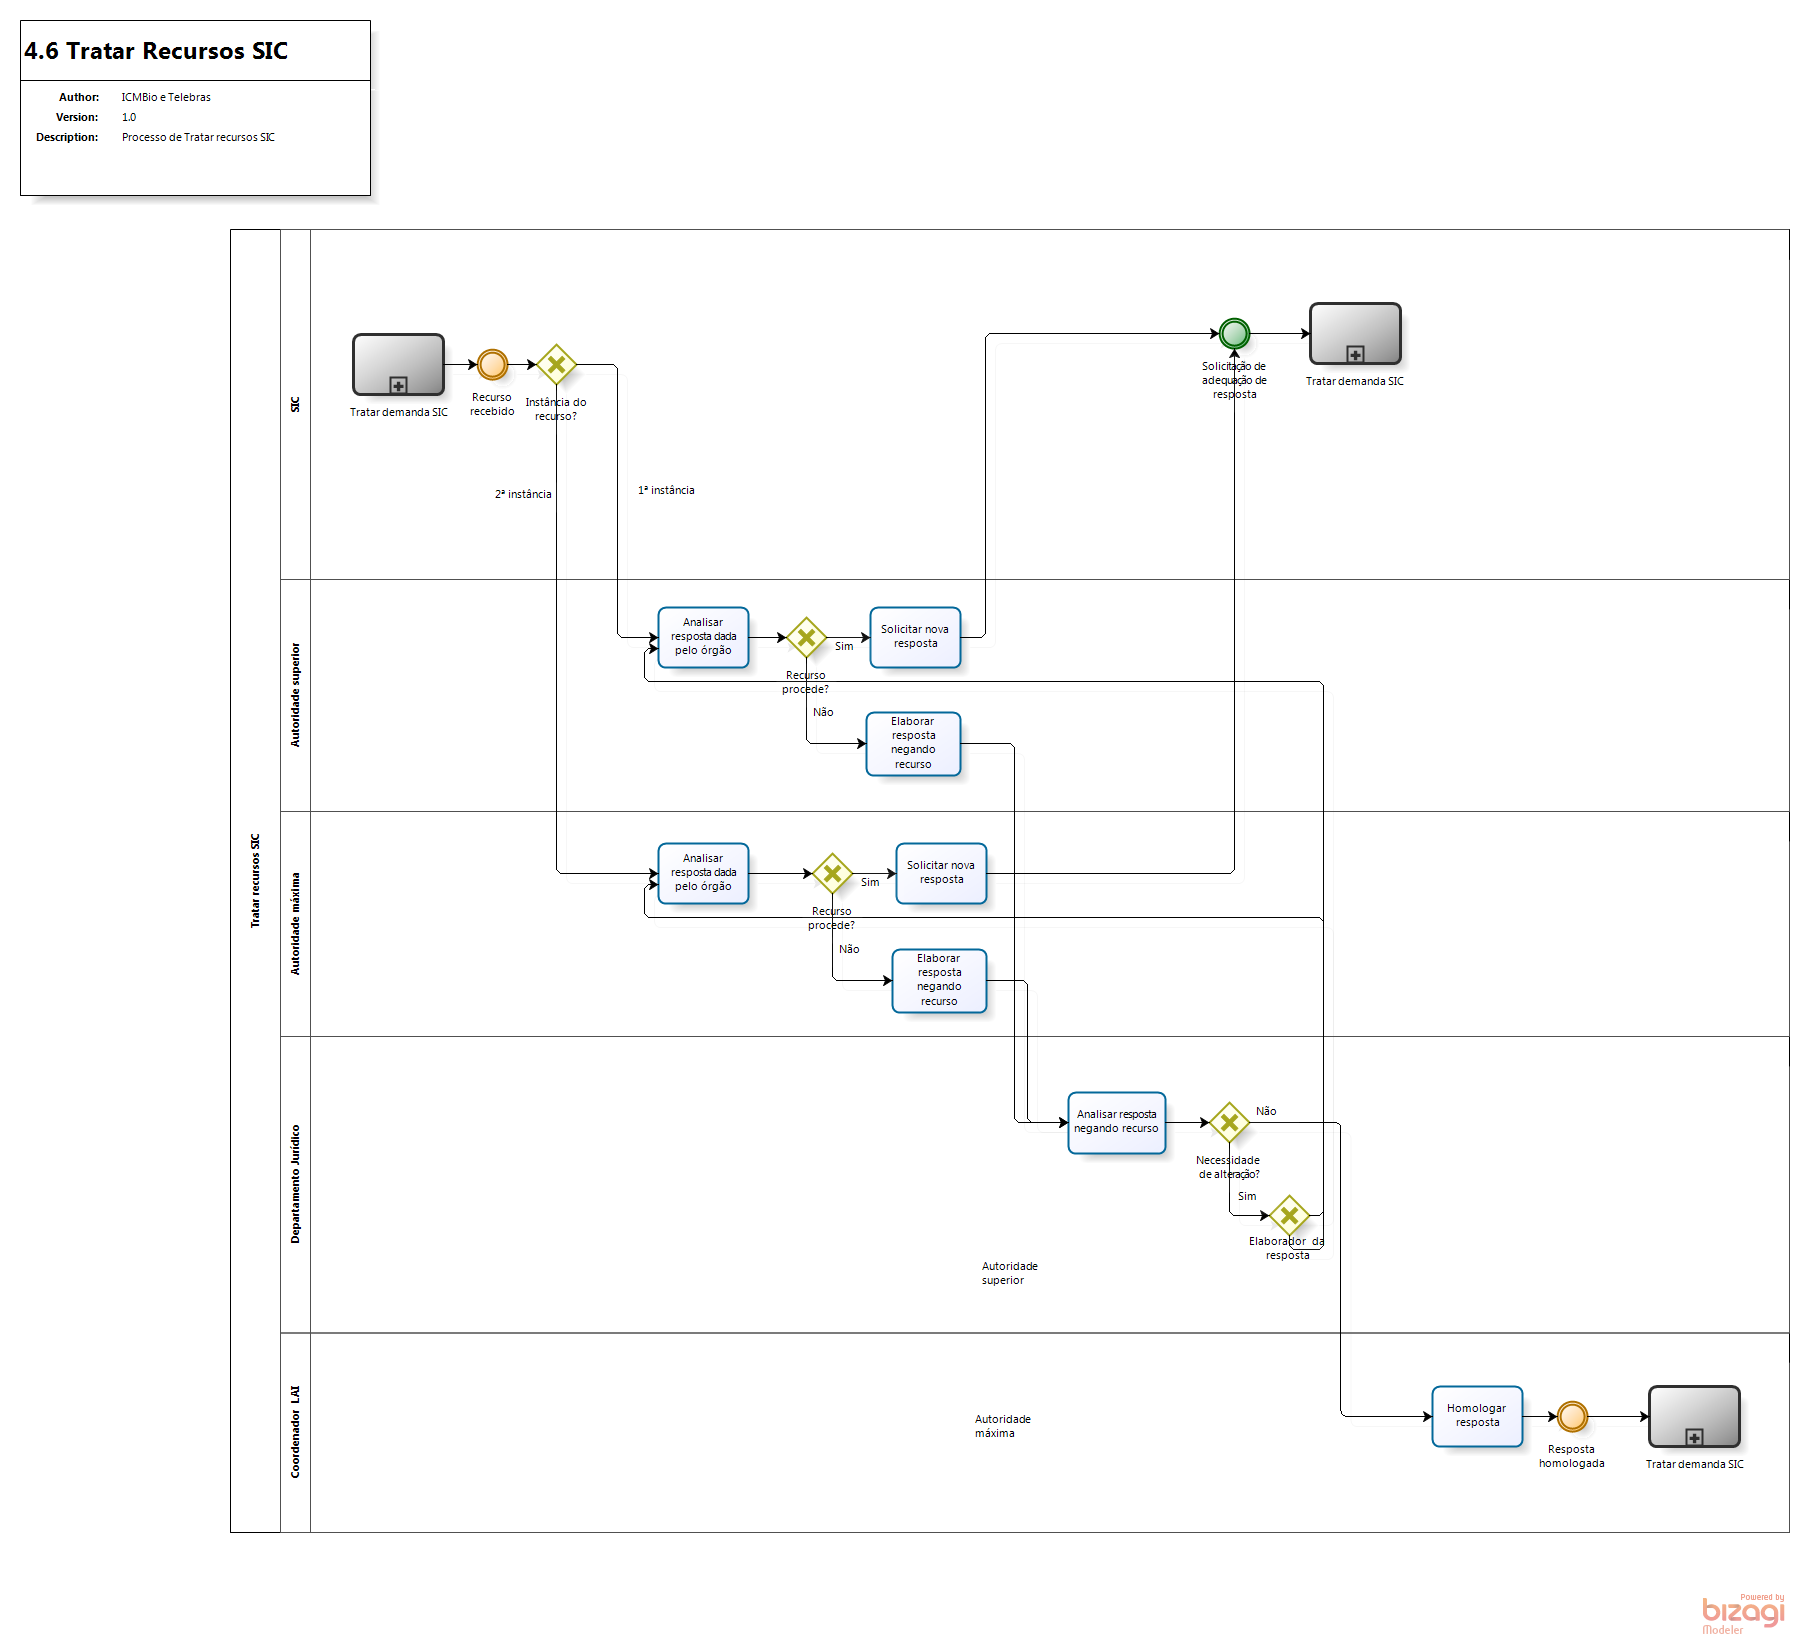 4.6 Tratar Recursos SIC
Author: ICMBio e Telebras
Version: 1.0
Description: Processo de Tratar recursos SIC
Tratar recursos SIC
SIC
Tratar demanda SIC
Recurso
recebido
Instância do
recurso?
2ª instância
1ª instância
Solicitação de
adequação de
resposta
Tratar demanda SIC
Autoridade superior
Analisar
resposta dada
pelo órgão
Recurso
procede?
Sim
Solicitar nova
resposta
Não
Elaborar
resposta
negando
recurso
Autoridade máxima
Analisar
resposta dada
pelo órgão
Recurso
procede?
Sim
Solicitar nova
resposta
Não
Elaborar
resposta
negando
recurso
Departamento Jurídico
Analisar resposta
negando recurso
Não
Necessidade
de alteração?
Sim
Elaborador da
resposta
Autoridade
superior
Coordenador LAI
Autoridade
máxima
Homologar
resposta
Resposta
homologada
Tratar demanda SIC
Powered by
bizagi
Modeler